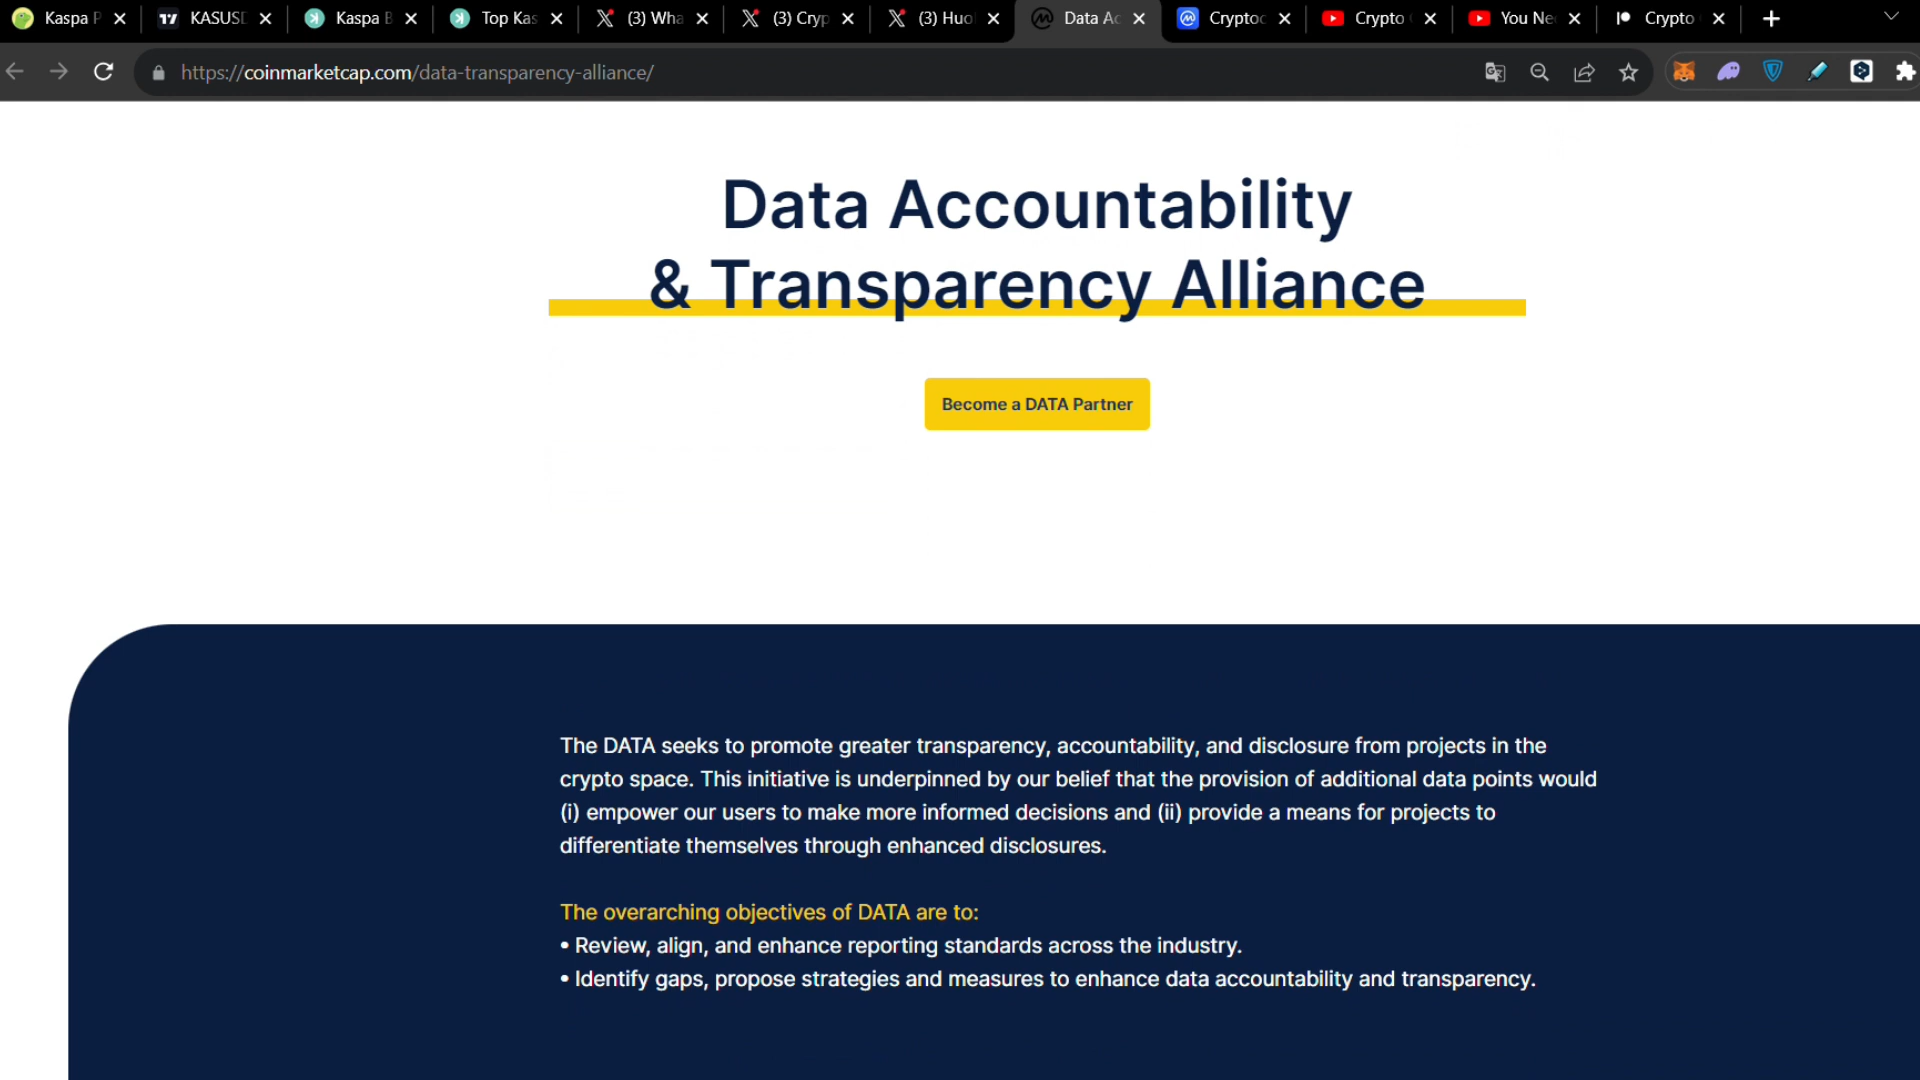 Kaspa P
KASUSD
Kaspa B
Top Kas
(3) Wha
(3) Cryp
(3) Huo
Data Ac
Cryptoc
Crypto
You Ne
Crypto
https://coinmarketcap.com/data-transparency-alliance/
Data Accountability
& Transparency Alliance
Become a DATA Partner
The DATA seeks to promote greater transparency, accountability, and disclosure from projects in the
crypto space. This initiative is underpinned by our belief that the provision of additional data points would
(i) empower our users to make more informed decisions and (ii) provide a means for projects to
differentiate themselves through enhanced disclosures.
The overarching objectives of DATA are to:
• Review, align, and enhance reporting standards across the industry.
• Identify gaps, propose strategies and measures to enhance data accountability and transparency.